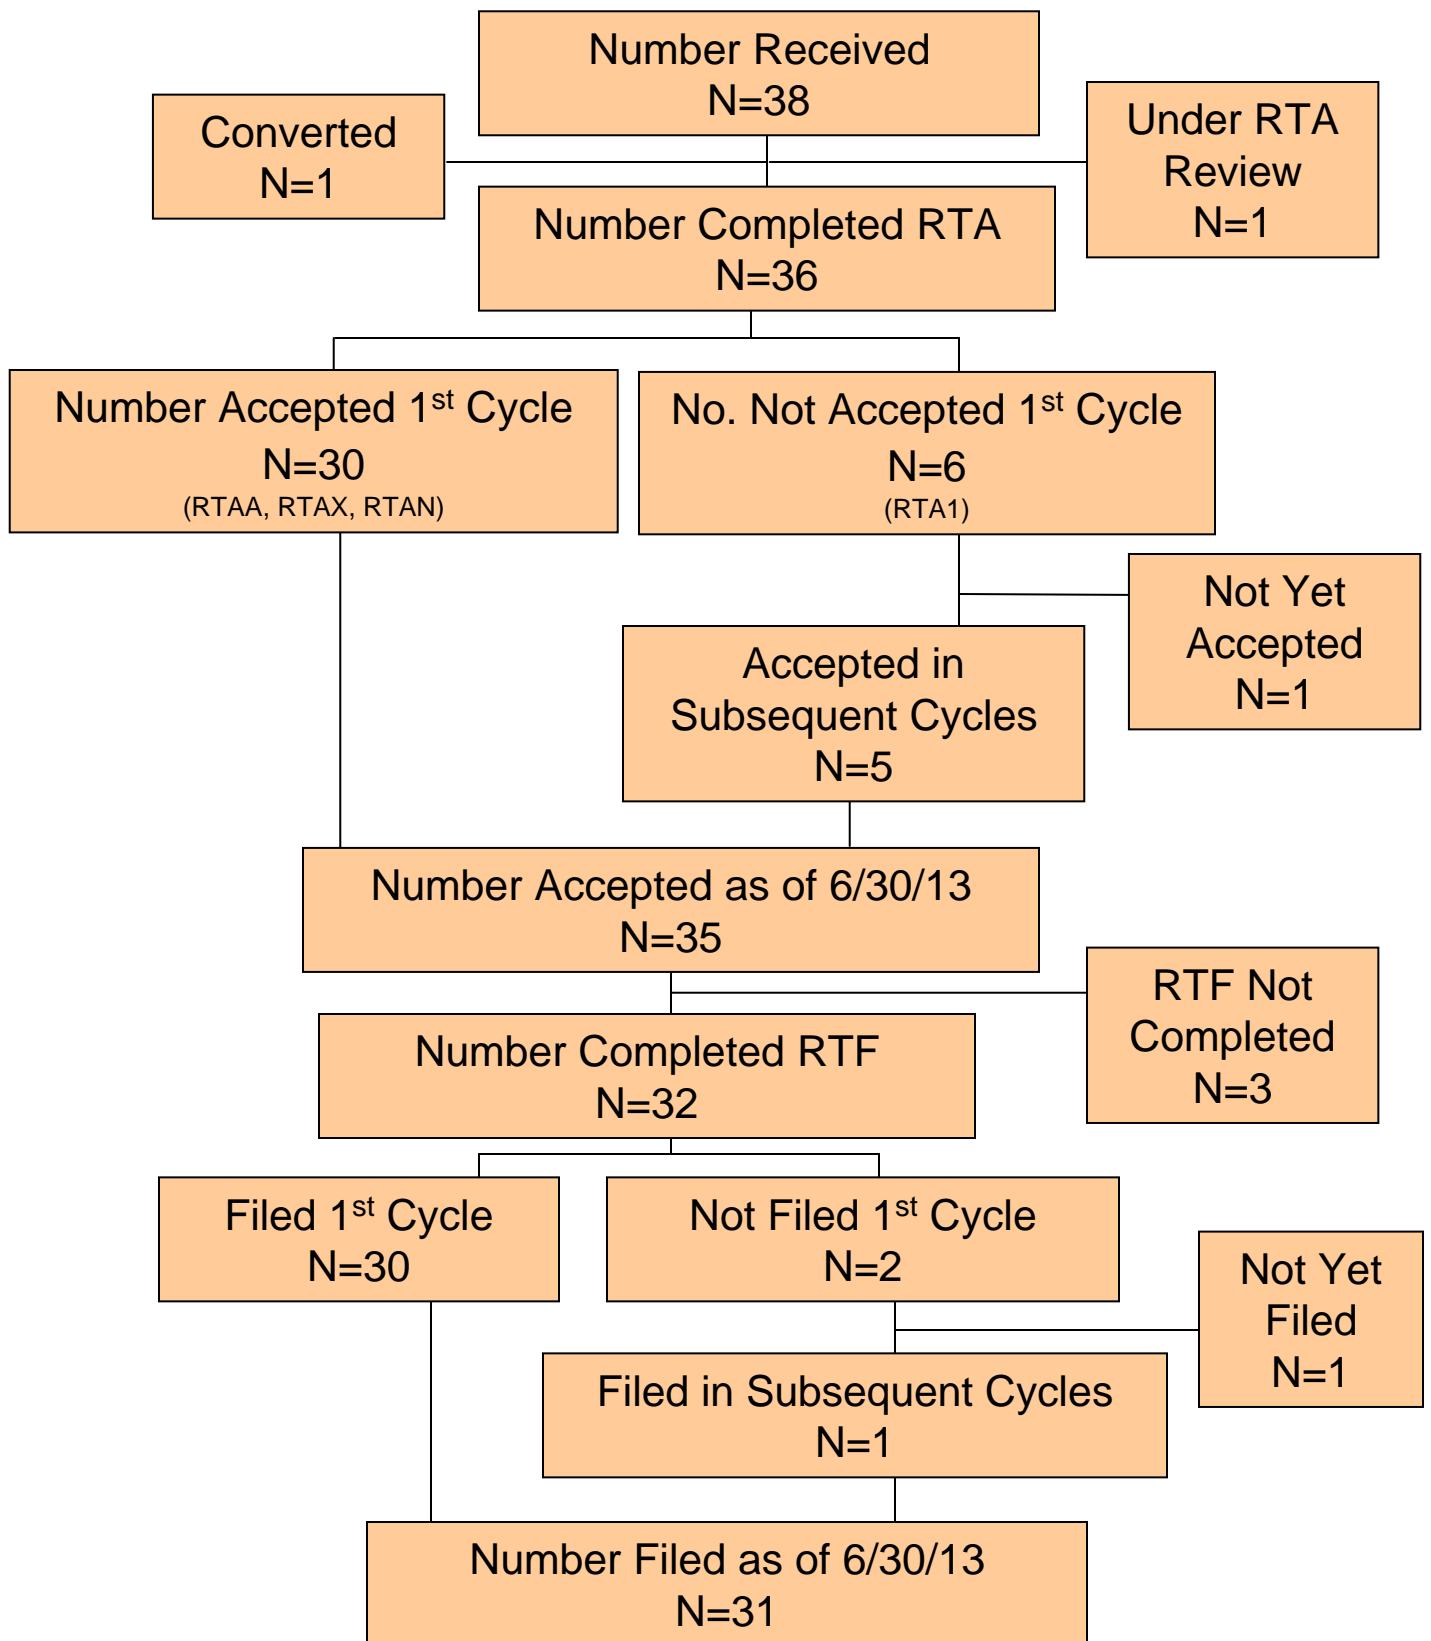 Number Received
N=38
Converted
N=1
Under RTA
Review
N=1
Number Completed RTA
N=36
Number Accepted 1st Cycle
N=30
(RTAA, RTAX, RTAN)
No. Not Accepted 1st Cycle
N=6
(RTA1)
Not Yet
Accepted
N=1
Accepted in
Subsequent Cycles
N=5
Number Accepted as of 6/30/13
N=35
RTF Not
Completed
N=3
Number Completed RTF
N=32
Filed 1st Cycle
N=30
Not Filed 1st Cycle
N=2
Not Yet
Filed
N=1
Filed in Subsequent Cycles
N=1
Number Filed as of 6/30/13
N=31